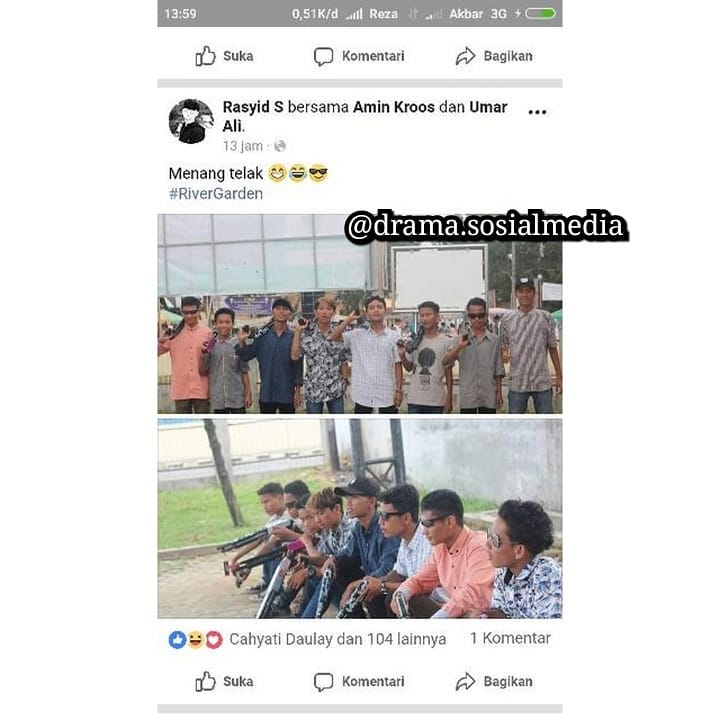 13:59 0,51K/d Reza Akbar 3G
Suka Komentari Bagikan
Rasyid S bersama Amin Kroos dan Umar
Ali.
13 jam
Menang telak 😁😂😎
#RiverGarden
@drama.sosialmedia
Cahyati Daulay dan 104 lainnya 1 Komentar
Suka Komentari Bagikan